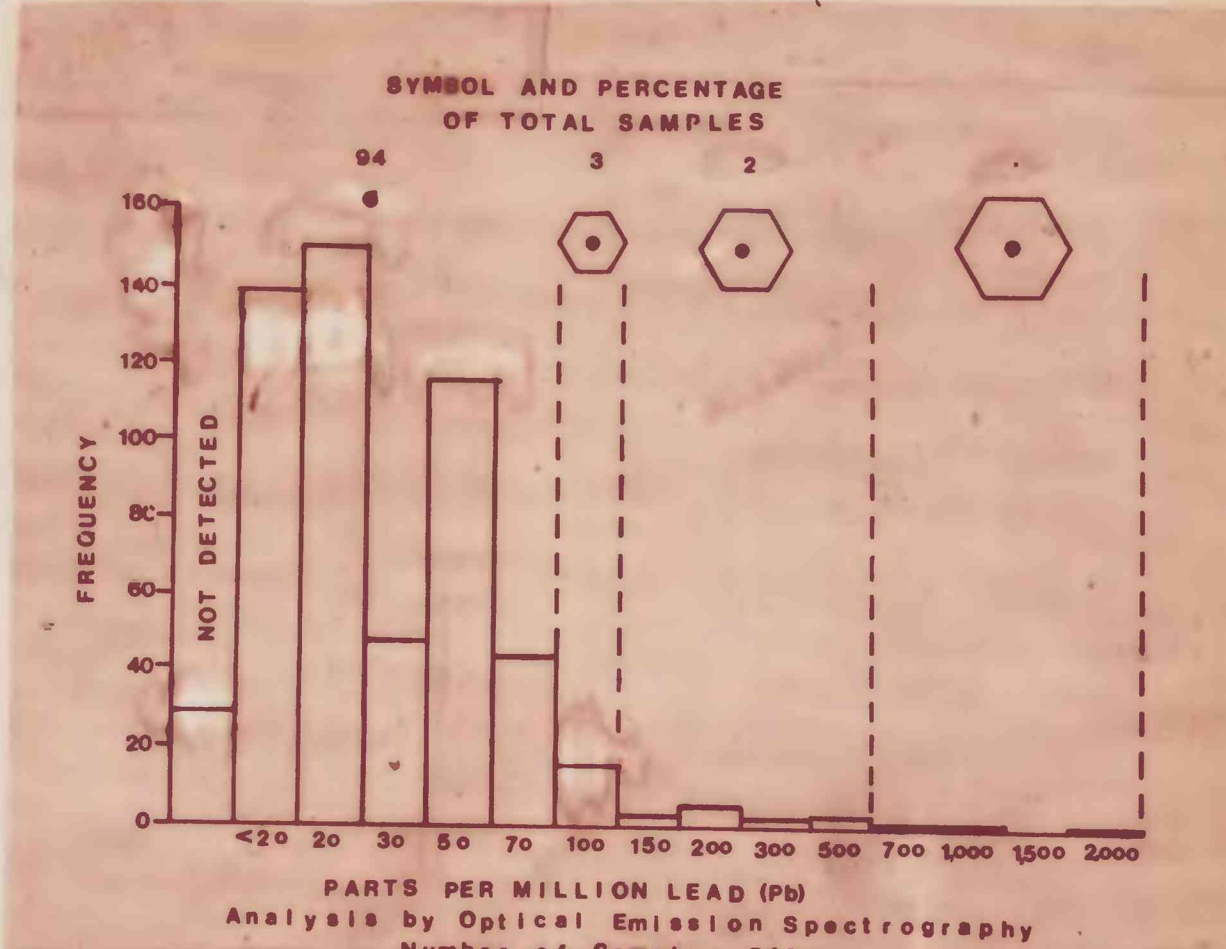 SYMBOL AND PERCENTAGE
OF TOTAL SAMPLES
94 3 2
160
140
120
100
80
60
40
20
0
FREQUENCY
NOT DETECTED
<20 20 30 50 70 100 150 200 300 500 700 1,000 1,500 2,000
PARTS PER MILLION LEAD (Pb)
Analysis by Optical Emission Spectrography
Number of